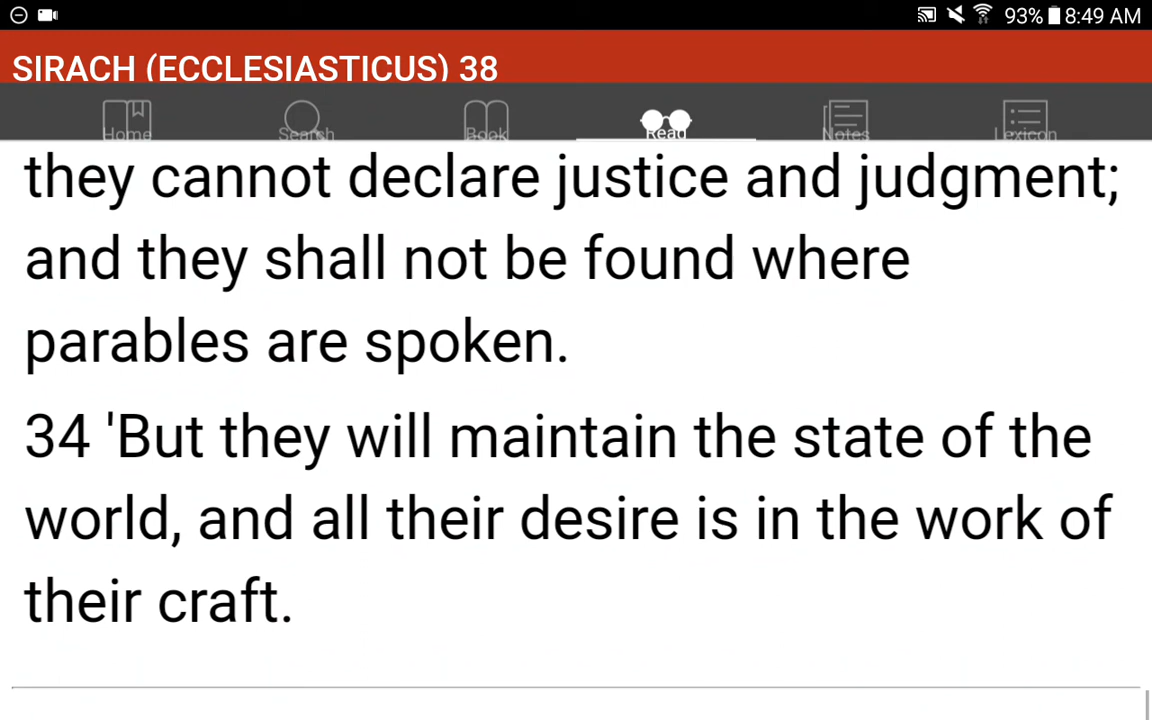 93% 8:49 AM
SIRACH (ECCLESIASTICUS) 38
Home Search Book Read Notes Lexicon
they cannot declare justice and judgment;
and they shall not be found where
parables are spoken.
34 'But they will maintain the state of the
world, and all their desire is in the work of
their craft.